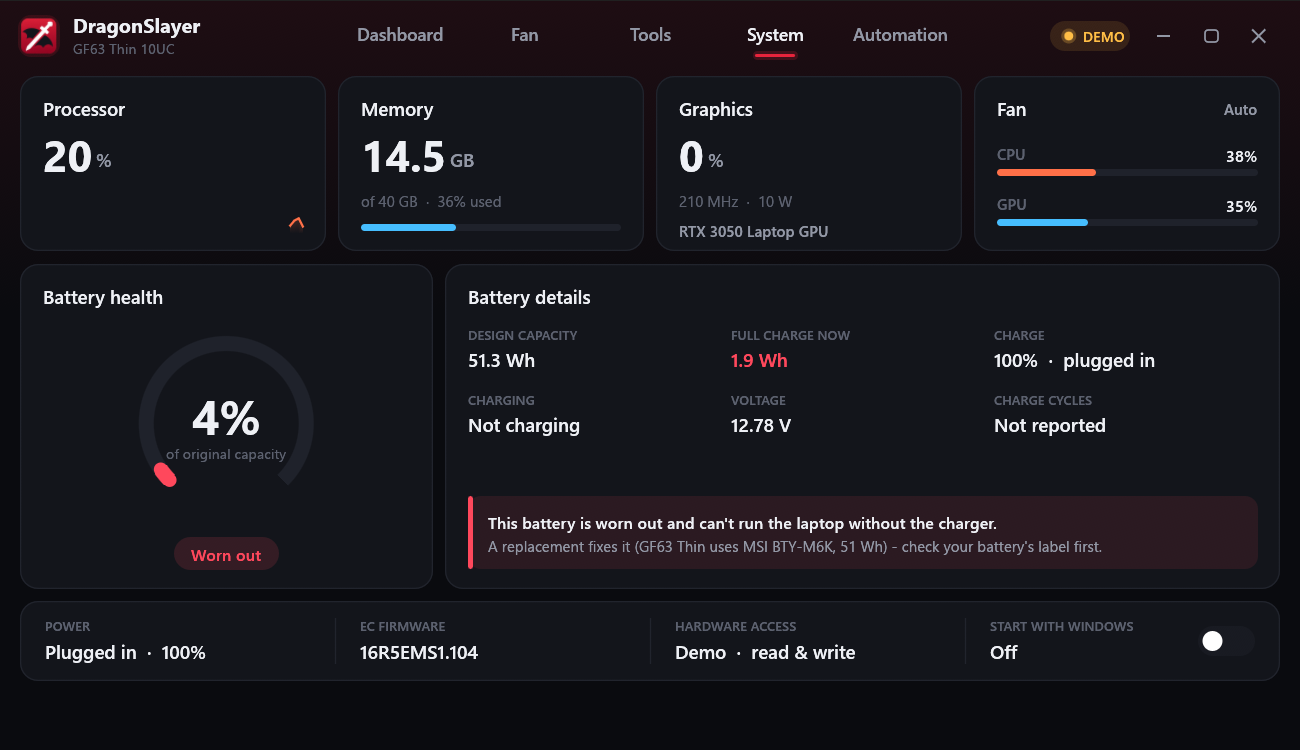 DragonSlayer
GF63 Thin 10UC
Dashboard
Fan
Tools
System
Automation
DEMO
Processor
20 %
Memory
14.5 GB
of 40 GB · 36% used
Graphics
0 %
210 MHz · 10 W
RTX 3050 Laptop GPU
Fan
Auto
CPU
38%
GPU
35%
Battery health
4%
of original capacity
Worn out
Battery details
DESIGN CAPACITY
51.3 Wh
FULL CHARGE NOW
1.9 Wh
CHARGE
100% · plugged in
CHARGING
Not charging
VOLTAGE
12.78 V
CHARGE CYCLES
Not reported
This battery is worn out and can't run the laptop without the charger.
A replacement fixes it (GF63 Thin uses MSI BTY-M6K, 51 Wh) - check your battery's label first.
POWER
Plugged in · 100%
EC FIRMWARE
16R5EMS1.104
HARDWARE ACCESS
Demo · read & write
START WITH WINDOWS
Off